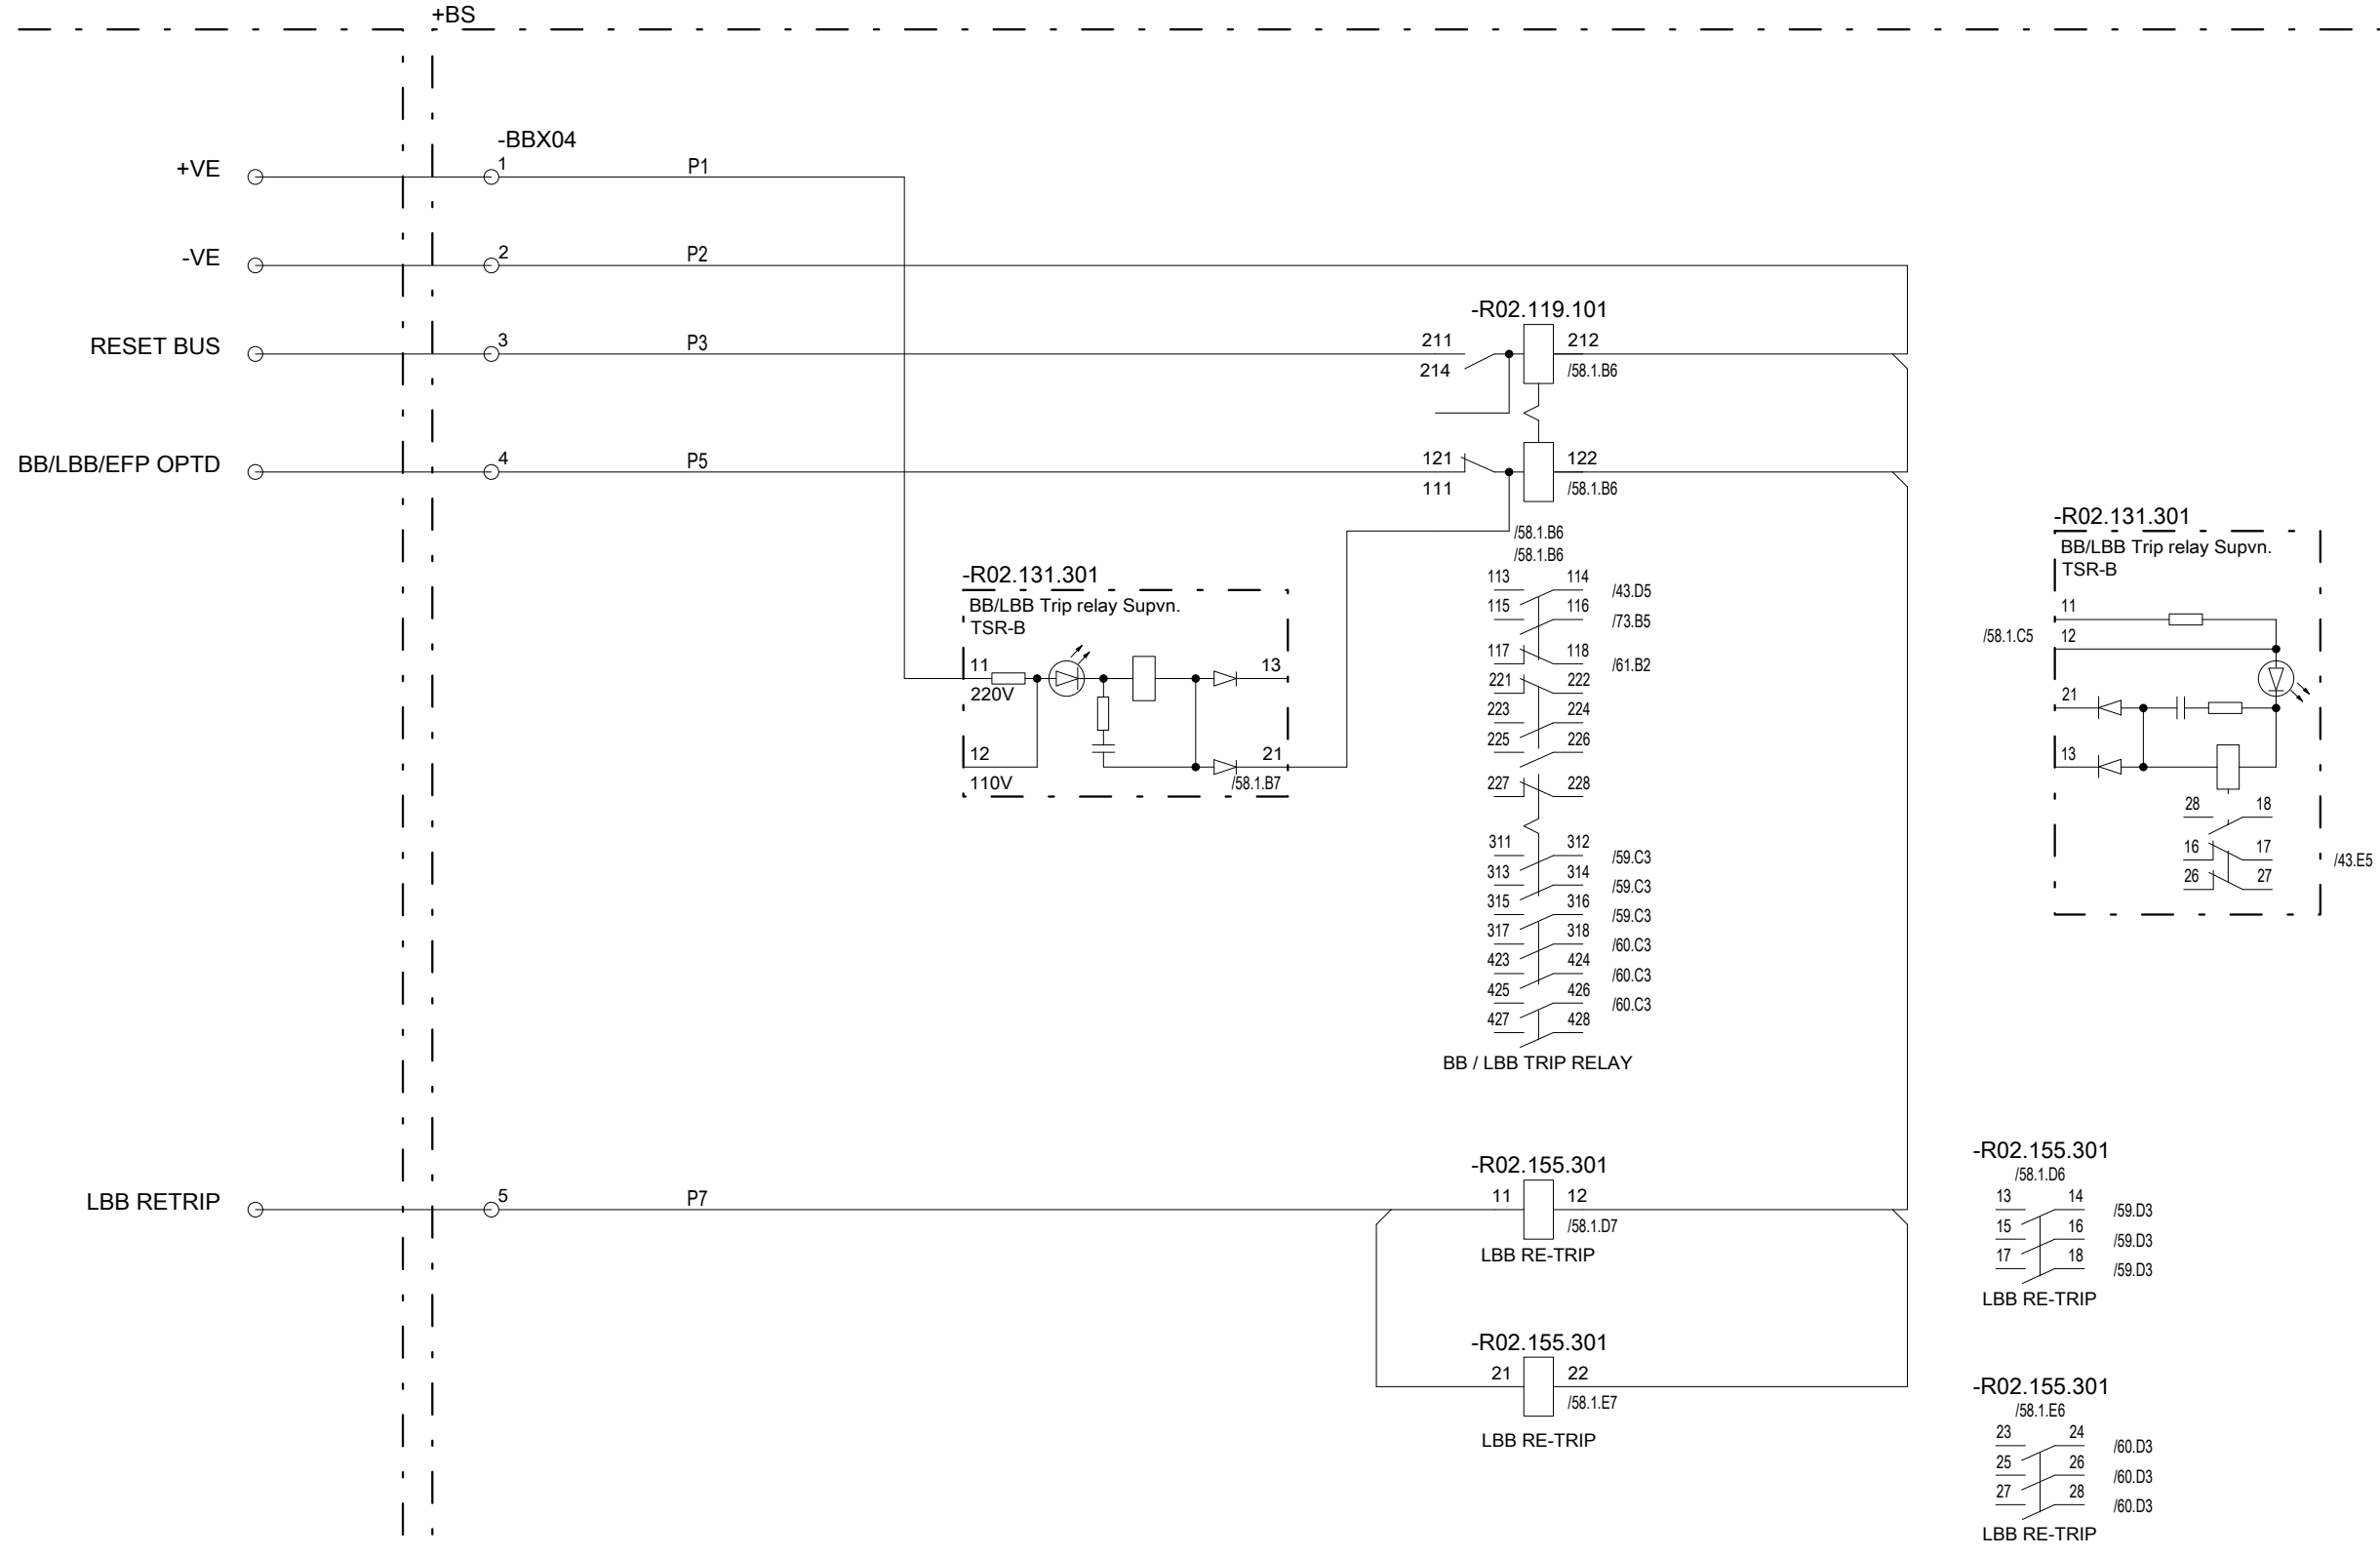 +BS
-BBX04
+VE 1 P1
-VE 2 P2
RESET BUS 3 P3
-R02.119.101
211 212
214 /58.1.B6
BB/LBB/EFP OPTD 4 P5
121 122
111 /58.1.B6
/58.1.B6
/58.1.B6
-R02.131.301
BB/LBB Trip relay Supvn.
TSR-B
11 13
220V
12 21
110V /58.1.B7
113 114 /43.D5
115 116 /73.B5
117 118 /61.B2
221 222
223 224
225 226
227 228
311 312 /59.C3
313 314 /59.C3
315 316 /59.C3
317 318 /60.C3
423 424 /60.C3
425 426 /60.C3
427 428
BB / LBB TRIP RELAY
-R02.131.301
BB/LBB Trip relay Supvn.
TSR-B
11
/58.1.C5 12
21
13
28 18
16 17 /43.E5
26 27
LBB RETRIP 5 P7
-R02.155.301
11 12
/58.1.D7
LBB RE-TRIP
-R02.155.301
21 22
/58.1.E7
LBB RE-TRIP
-R02.155.301
/58.1.D6
13 14 /59.D3
15 16 /59.D3
17 18 /59.D3
LBB RE-TRIP
-R02.155.301
/58.1.E6
23 24 /60.D3
25 26 /60.D3
27 28 /60.D3
LBB RE-TRIP